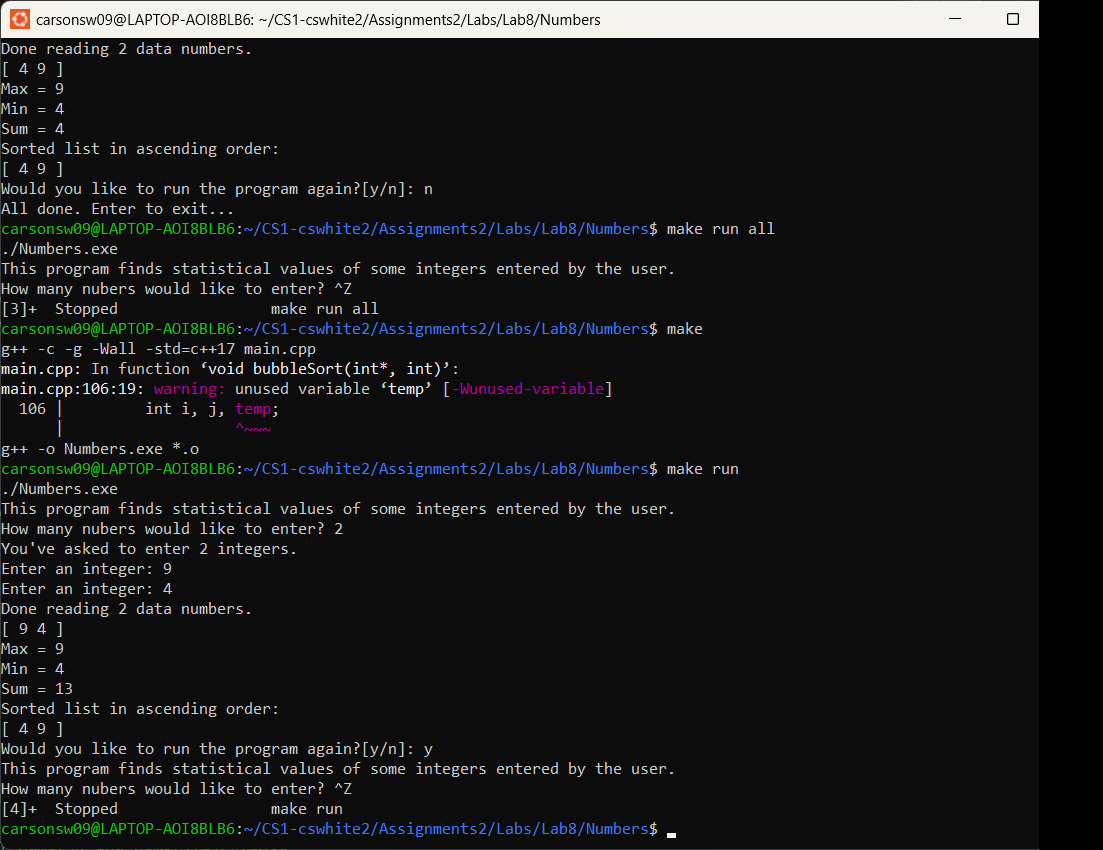 carsonsw09@LAPTOP-AOI8BLB6: ~/CS1-cswhite2/Assignments2/Labs/Lab8/Numbers
Done reading 2 data numbers.
[ 4 9 ]
Max = 9
Min = 4
Sum = 4
Sorted list in ascending order:
[ 4 9 ]
Would you like to run the program again?[y/n]: n
All done. Enter to exit...
carsonsw09@LAPTOP-AOI8BLB6:~/CS1-cswhite2/Assignments2/Labs/Lab8/Numbers$ make run all
./Numbers.exe
This program finds statistical values of some integers entered by the user.
How many nubers would like to enter? ^Z
[3]+  Stopped                 make run all
carsonsw09@LAPTOP-AOI8BLB6:~/CS1-cswhite2/Assignments2/Labs/Lab8/Numbers$ make
g++ -c -g -Wall -std=c++17 main.cpp
main.cpp: In function ‘void bubbleSort(int*, int)’:
main.cpp:106:19: warning: unused variable ‘temp’ [-Wunused-variable]
  106 |         int i, j, temp;
      |                   ^~~~
g++ -o Numbers.exe *.o
carsonsw09@LAPTOP-AOI8BLB6:~/CS1-cswhite2/Assignments2/Labs/Lab8/Numbers$ make run
./Numbers.exe
This program finds statistical values of some integers entered by the user.
How many nubers would like to enter? 2
You've asked to enter 2 integers.
Enter an integer: 9
Enter an integer: 4
Done reading 2 data numbers.
[ 9 4 ]
Max = 9
Min = 4
Sum = 13
Sorted list in ascending order:
[ 4 9 ]
Would you like to run the program again?[y/n]: y
This program finds statistical values of some integers entered by the user.
How many nubers would like to enter? ^Z
[4]+  Stopped                 make run
carsonsw09@LAPTOP-AOI8BLB6:~/CS1-cswhite2/Assignments2/Labs/Lab8/Numbers$